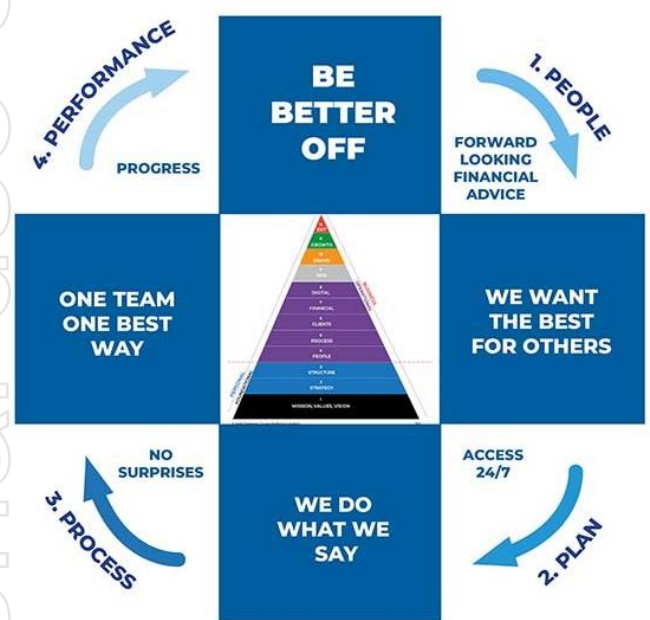 4. PERFORMANCE
PROGRESS
BE
BETTER
OFF
1. PEOPLE
FORWARD
LOOKING
FINANCIAL
ADVICE
ONE TEAM
ONE BEST
WAY
EXIT
GROWTH
BRAND
DIGITAL
FINANCIAL
CLIENTS
PROCESS
PEOPLE
STRUCTURE
STRATEGY
MISSION, VALUES, VISION
WE WANT
THE BEST
FOR OTHERS
NO
SURPRISES
3. PROCESS
WE DO
WHAT WE
SAY
ACCESS
24/7
2. PLAN